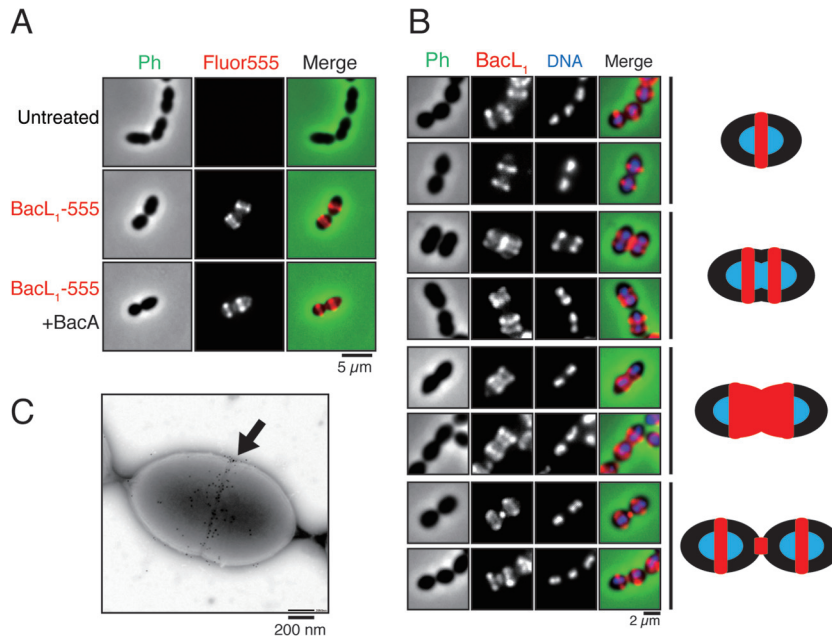 A
Ph Fluor555 Merge
Untreated
BacL₁-555
BacL₁-555
+BacA
5 µm
B
Ph BacL₁ DNA Merge
2 µm
C
200 nm